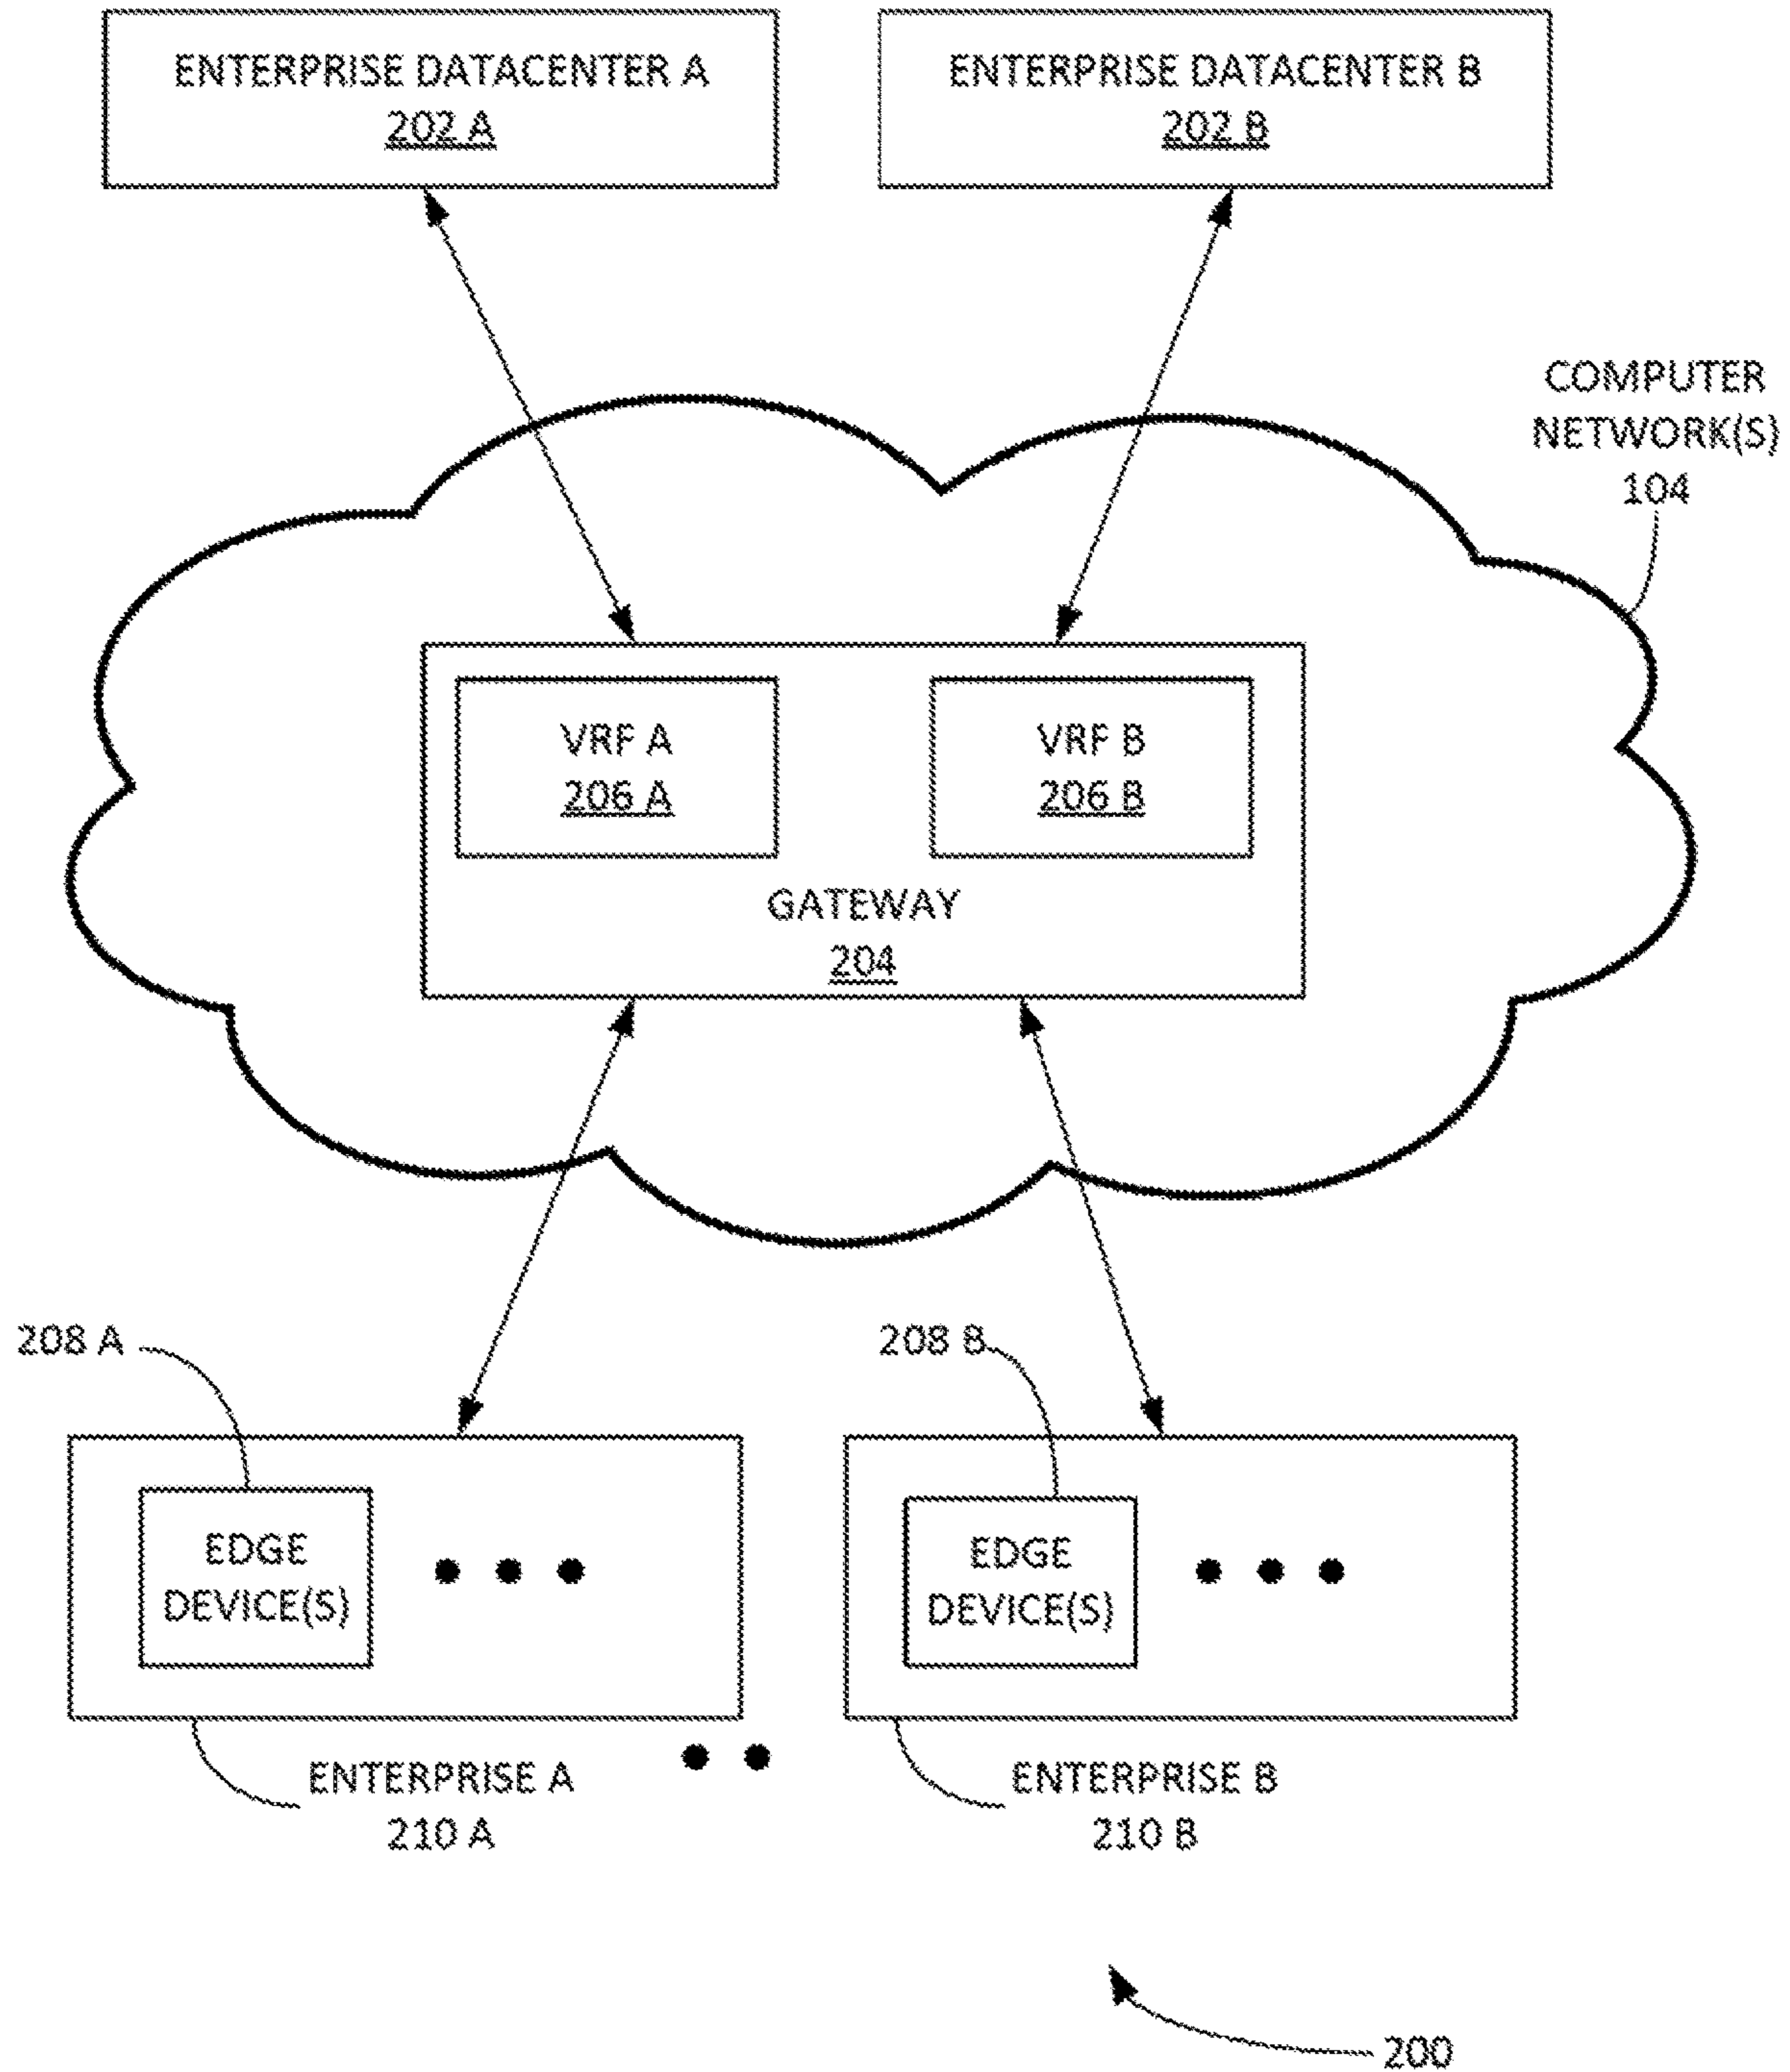 ENTERPRISE DATACENTER A
202 A
ENTERPRISE DATACENTER B
202 B
COMPUTER
NETWORK(S)
104
VRF A
206 A
VRF B
206 B
GATEWAY
204
208 A
208 B
EDGE
DEVICE(S)
EDGE
DEVICE(S)
ENTERPRISE A
210 A
ENTERPRISE B
210 B
200